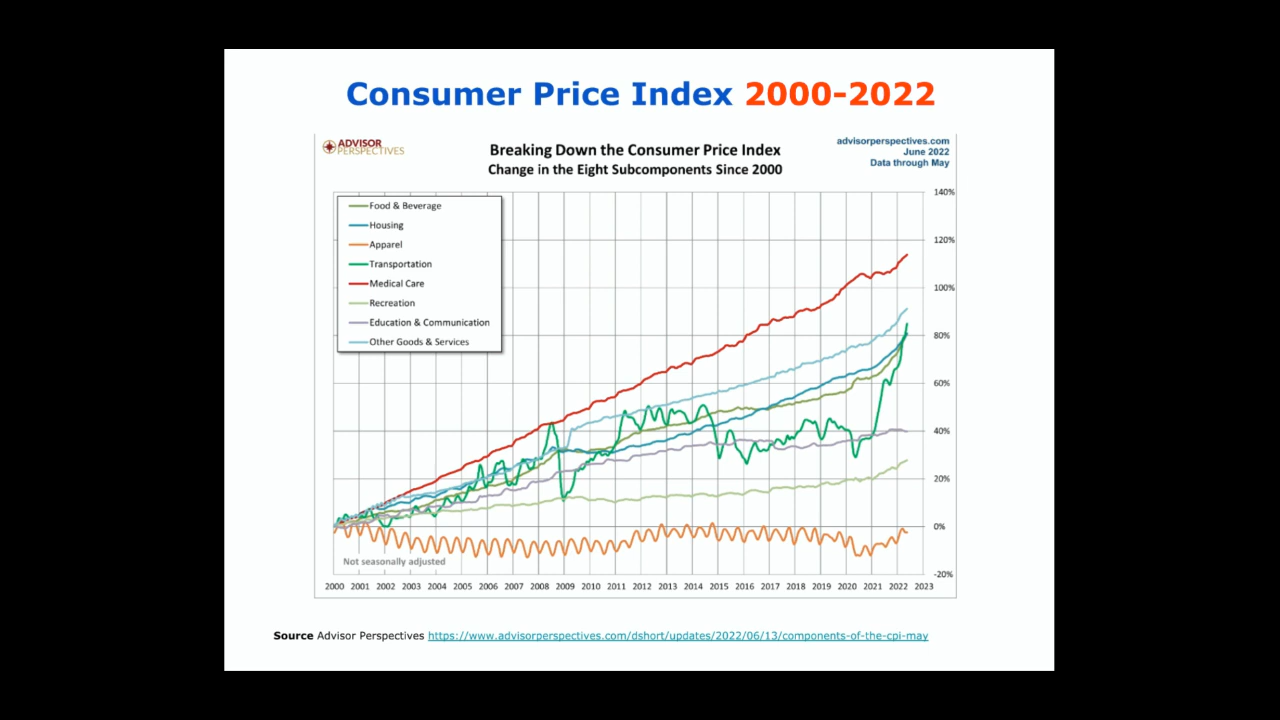 Consumer Price Index 2000-2022
ADVISOR
PERSPECTIVES
Breaking Down the Consumer Price Index
Change in the Eight Subcomponents Since 2000
advisorperspectives.com
June 2022
Data through May
Food & Beverage
Housing
Apparel
Transportation
Medical Care
Recreation
Education & Communication
Other Goods & Services
140%
120%
100%
80%
60%
40%
20%
0%
-20%
Not seasonally adjusted
2000 2001 2002 2003 2004 2005 2006 2007 2008 2009 2010 2011 2012 2013 2014 2015 2016 2017 2018 2019 2020 2021 2022 2023
Source Advisor Perspectives https://www.advisorperspectives.com/dshort/updates/2022/06/13/components-of-the-cpi-may